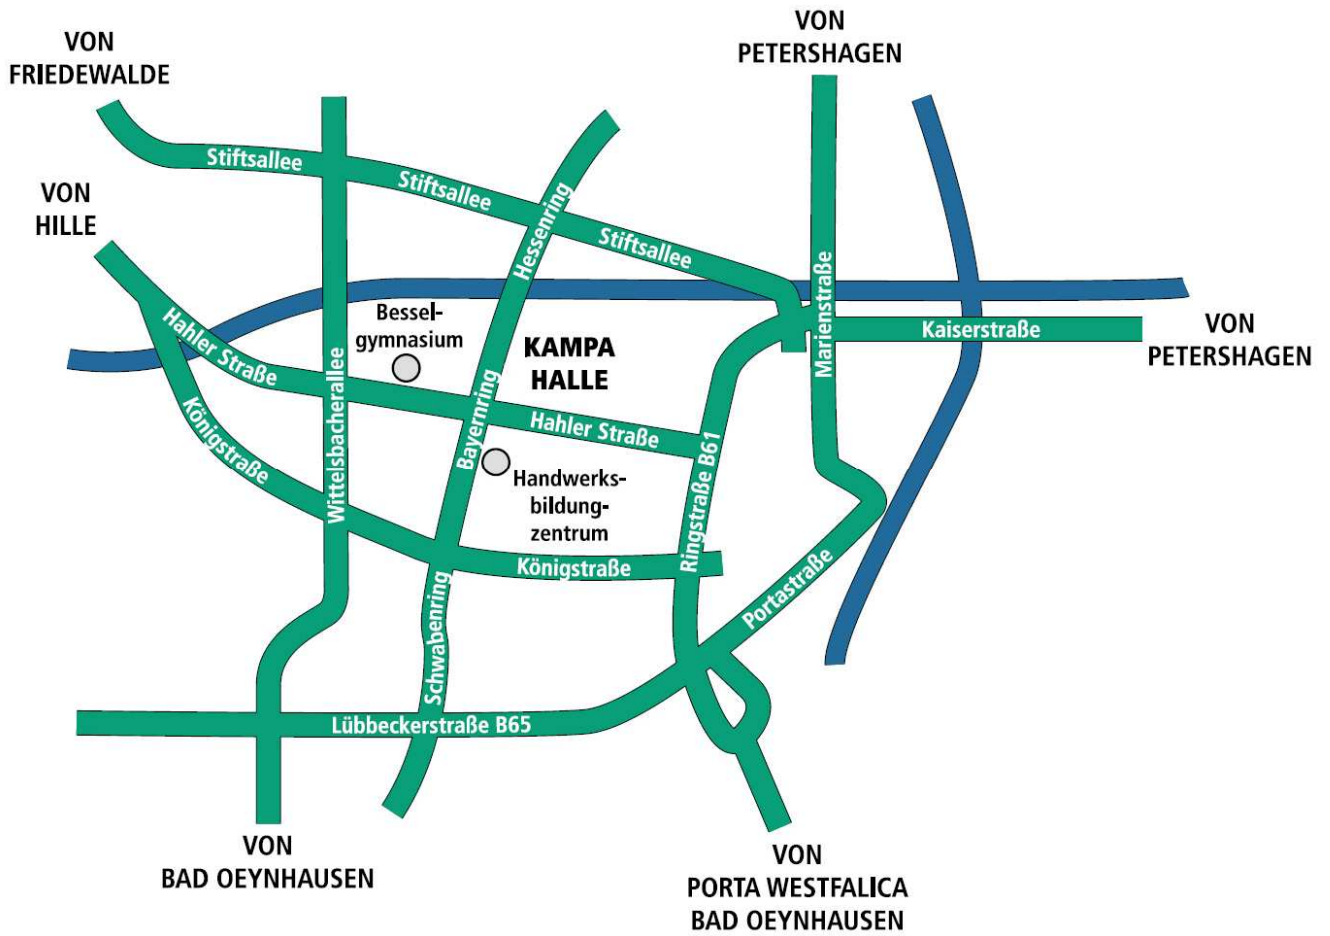 VON
PETERSHAGEN
VON
FRIEDEWALDE
Stiftsallee
Stiftsallee
VON
HILLE
Hessenring
Stiftsallee
Marienstraße
Bessel-
gymnasium
Hahler Straße
KAMPA
HALLE
Kaiserstraße
VON
PETERSHAGEN
Wittelsbacherallee
Königstraße
Bayernring
Hahler Straße
Ringstraße B61
Handwerks-
bildung-
zentrum
Königstraße
Portastraße
Schwabenring
Lübbeckerstraße B65
VON
BAD OEYNHAUSEN
VON
PORTA WESTFALICA
BAD OEYNHAUSEN